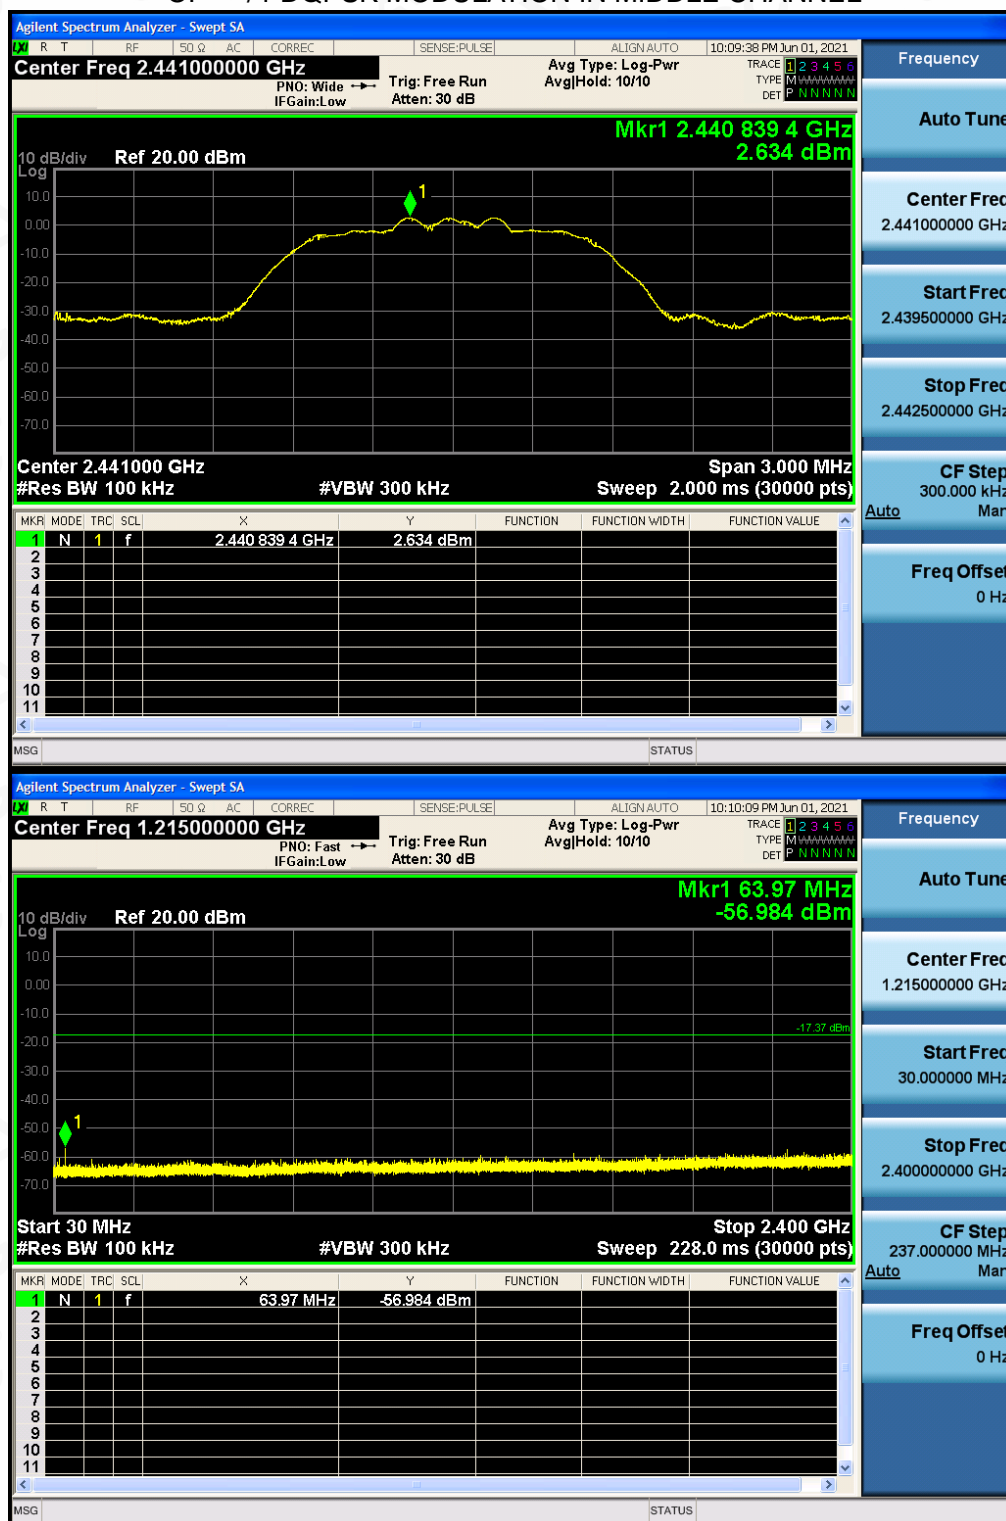 MODULATION IN MIDDLE CHANNEL
Agilent Spectrum Analyzer - Swept SA
LXI R T RF 50 Ω AC CORREC SENSE:PULSE ALIGN AUTO 10:09:38 PM Jun 01, 2021
Center Freq 2.441000000 GHz
PNO: Wide
IFGain:Low
Trig: Free Run
Atten: 30 dB
Avg Type: Log-Pwr
Avg|Hold: 10/10
TRACE 1 2 3 4 5 6
TYPE M
DET P N N N N N
Frequency
Auto Tune
Mkr1 2.440 839 4 GHz
2.634 dBm
10 dB/div Ref 20.00 dBm
Log
10.0
0.00
-10.0
-20.0
-30.0
-40.0
-50.0
-60.0
-70.0
1
Center 2.441000 GHz
Span 3.000 MHz
#Res BW 100 kHz
#VBW 300 kHz
Sweep 2.000 ms (30000 pts)
Center Freq
2.441000000 GHz
Start Freq
2.439500000 GHz
Stop Freq
2.442500000 GHz
CF Step
300.000 kHz
Auto Man
Freq Offset
0 Hz
MKR MODE TRC SCL X Y FUNCTION FUNCTION WIDTH FUNCTION VALUE
1 N 1 f 2.440 839 4 GHz 2.634 dBm
2
3
4
5
6
7
8
9
10
11
MSG STATUS
Agilent Spectrum Analyzer - Swept SA
LXI R T RF 50 Ω AC CORREC SENSE:PULSE ALIGN AUTO 10:10:09 PM Jun 01, 2021
Center Freq 1.215000000 GHz
PNO: Fast
IFGain:Low
Trig: Free Run
Atten: 30 dB
Avg Type: Log-Pwr
Avg|Hold: 10/10
TRACE 1 2 3 4 5 6
TYPE M
DET P N N N N N
Frequency
Auto Tune
Mkr1 63.97 MHz
-56.984 dBm
10 dB/div Ref 20.00 dBm
Log
10.0
0.00
-10.0
-20.0
-30.0
-40.0
-50.0
-60.0
-70.0
-17.37 dBm
1
Start 30 MHz
Stop 2.400 GHz
#Res BW 100 kHz
#VBW 300 kHz
Sweep 228.0 ms (30000 pts)
Center Freq
1.215000000 GHz
Start Freq
30.000000 MHz
Stop Freq
2.400000000 GHz
CF Step
237.000000 MHz
Auto Man
Freq Offset
0 Hz
MKR MODE TRC SCL X Y FUNCTION FUNCTION WIDTH FUNCTION VALUE
1 N 1 f 63.97 MHz -56.984 dBm
2
3
4
5
6
7
8
9
10
11
MSG STATUS